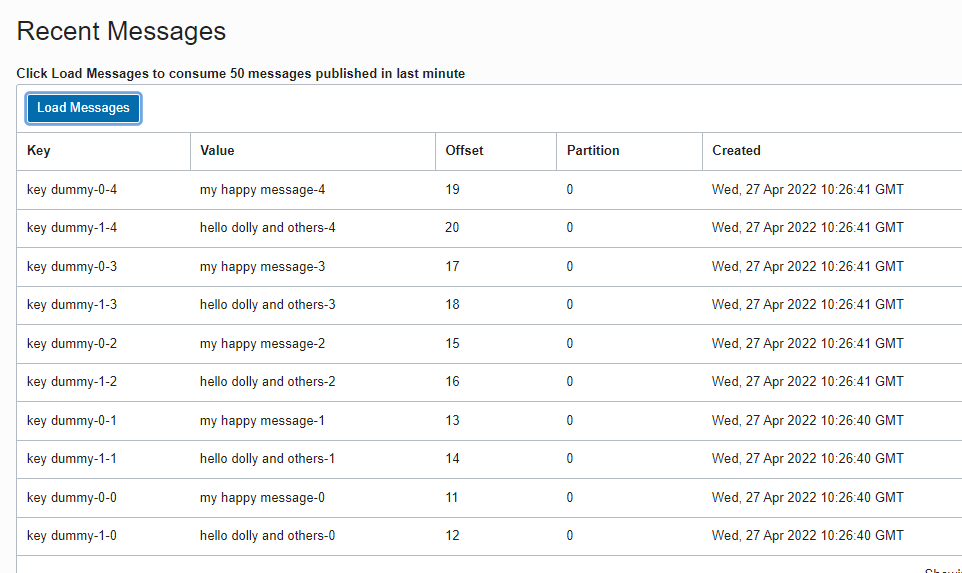 Recent Messages
Click Load Messages to consume 50 messages published in last minute
Load Messages
Key Value Offset Partition Created
key dummy-0-4 my happy message-4 19 0 Wed, 27 Apr 2022 10:26:41 GMT
key dummy-1-4 hello dolly and others-4 20 0 Wed, 27 Apr 2022 10:26:41 GMT
key dummy-0-3 my happy message-3 17 0 Wed, 27 Apr 2022 10:26:41 GMT
key dummy-1-3 hello dolly and others-3 18 0 Wed, 27 Apr 2022 10:26:41 GMT
key dummy-0-2 my happy message-2 15 0 Wed, 27 Apr 2022 10:26:41 GMT
key dummy-1-2 hello dolly and others-2 16 0 Wed, 27 Apr 2022 10:26:41 GMT
key dummy-0-1 my happy message-1 13 0 Wed, 27 Apr 2022 10:26:40 GMT
key dummy-1-1 hello dolly and others-1 14 0 Wed, 27 Apr 2022 10:26:40 GMT
key dummy-0-0 my happy message-0 11 0 Wed, 27 Apr 2022 10:26:40 GMT
key dummy-1-0 hello dolly and others-0 12 0 Wed, 27 Apr 2022 10:26:40 GMT